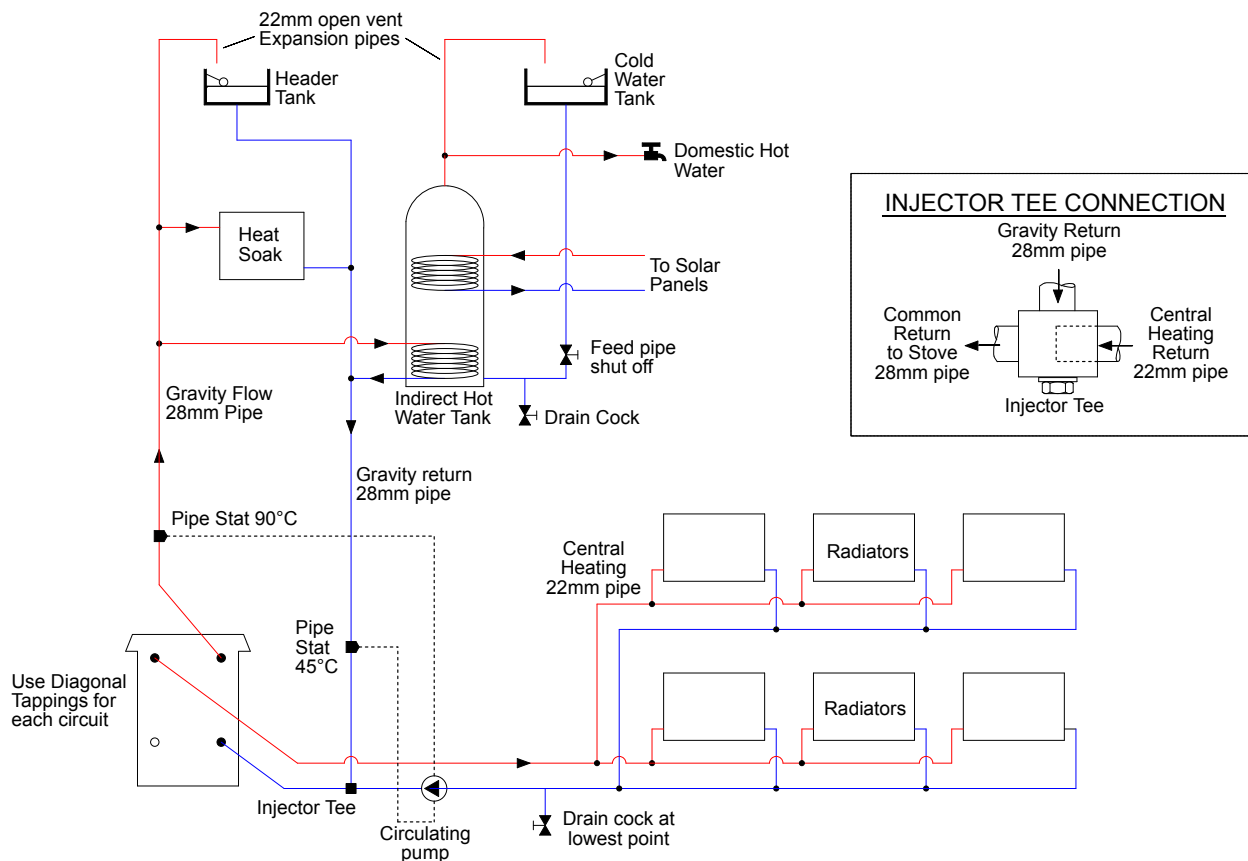 22mm open vent
Expansion pipes
Header
Tank
Cold
Water
Tank
Domestic Hot
Water
Heat
Soak
To Solar
Panels
Feed pipe
shut off
Gravity Flow
28mm Pipe
Indirect Hot
Water Tank
Drain Cock
Gravity return
28mm pipe
INJECTOR TEE CONNECTION
Gravity Return
28mm pipe
Common
Return
to Stove
28mm pipe
Central
Heating
Return
22mm pipe
Injector Tee
Pipe Stat 90°C
Central
Heating
22mm pipe
Radiators
Pipe
Stat
45°C
Use Diagonal
Tappings for
each circuit
Radiators
Injector Tee
Circulating
pump
Drain cock at
lowest point